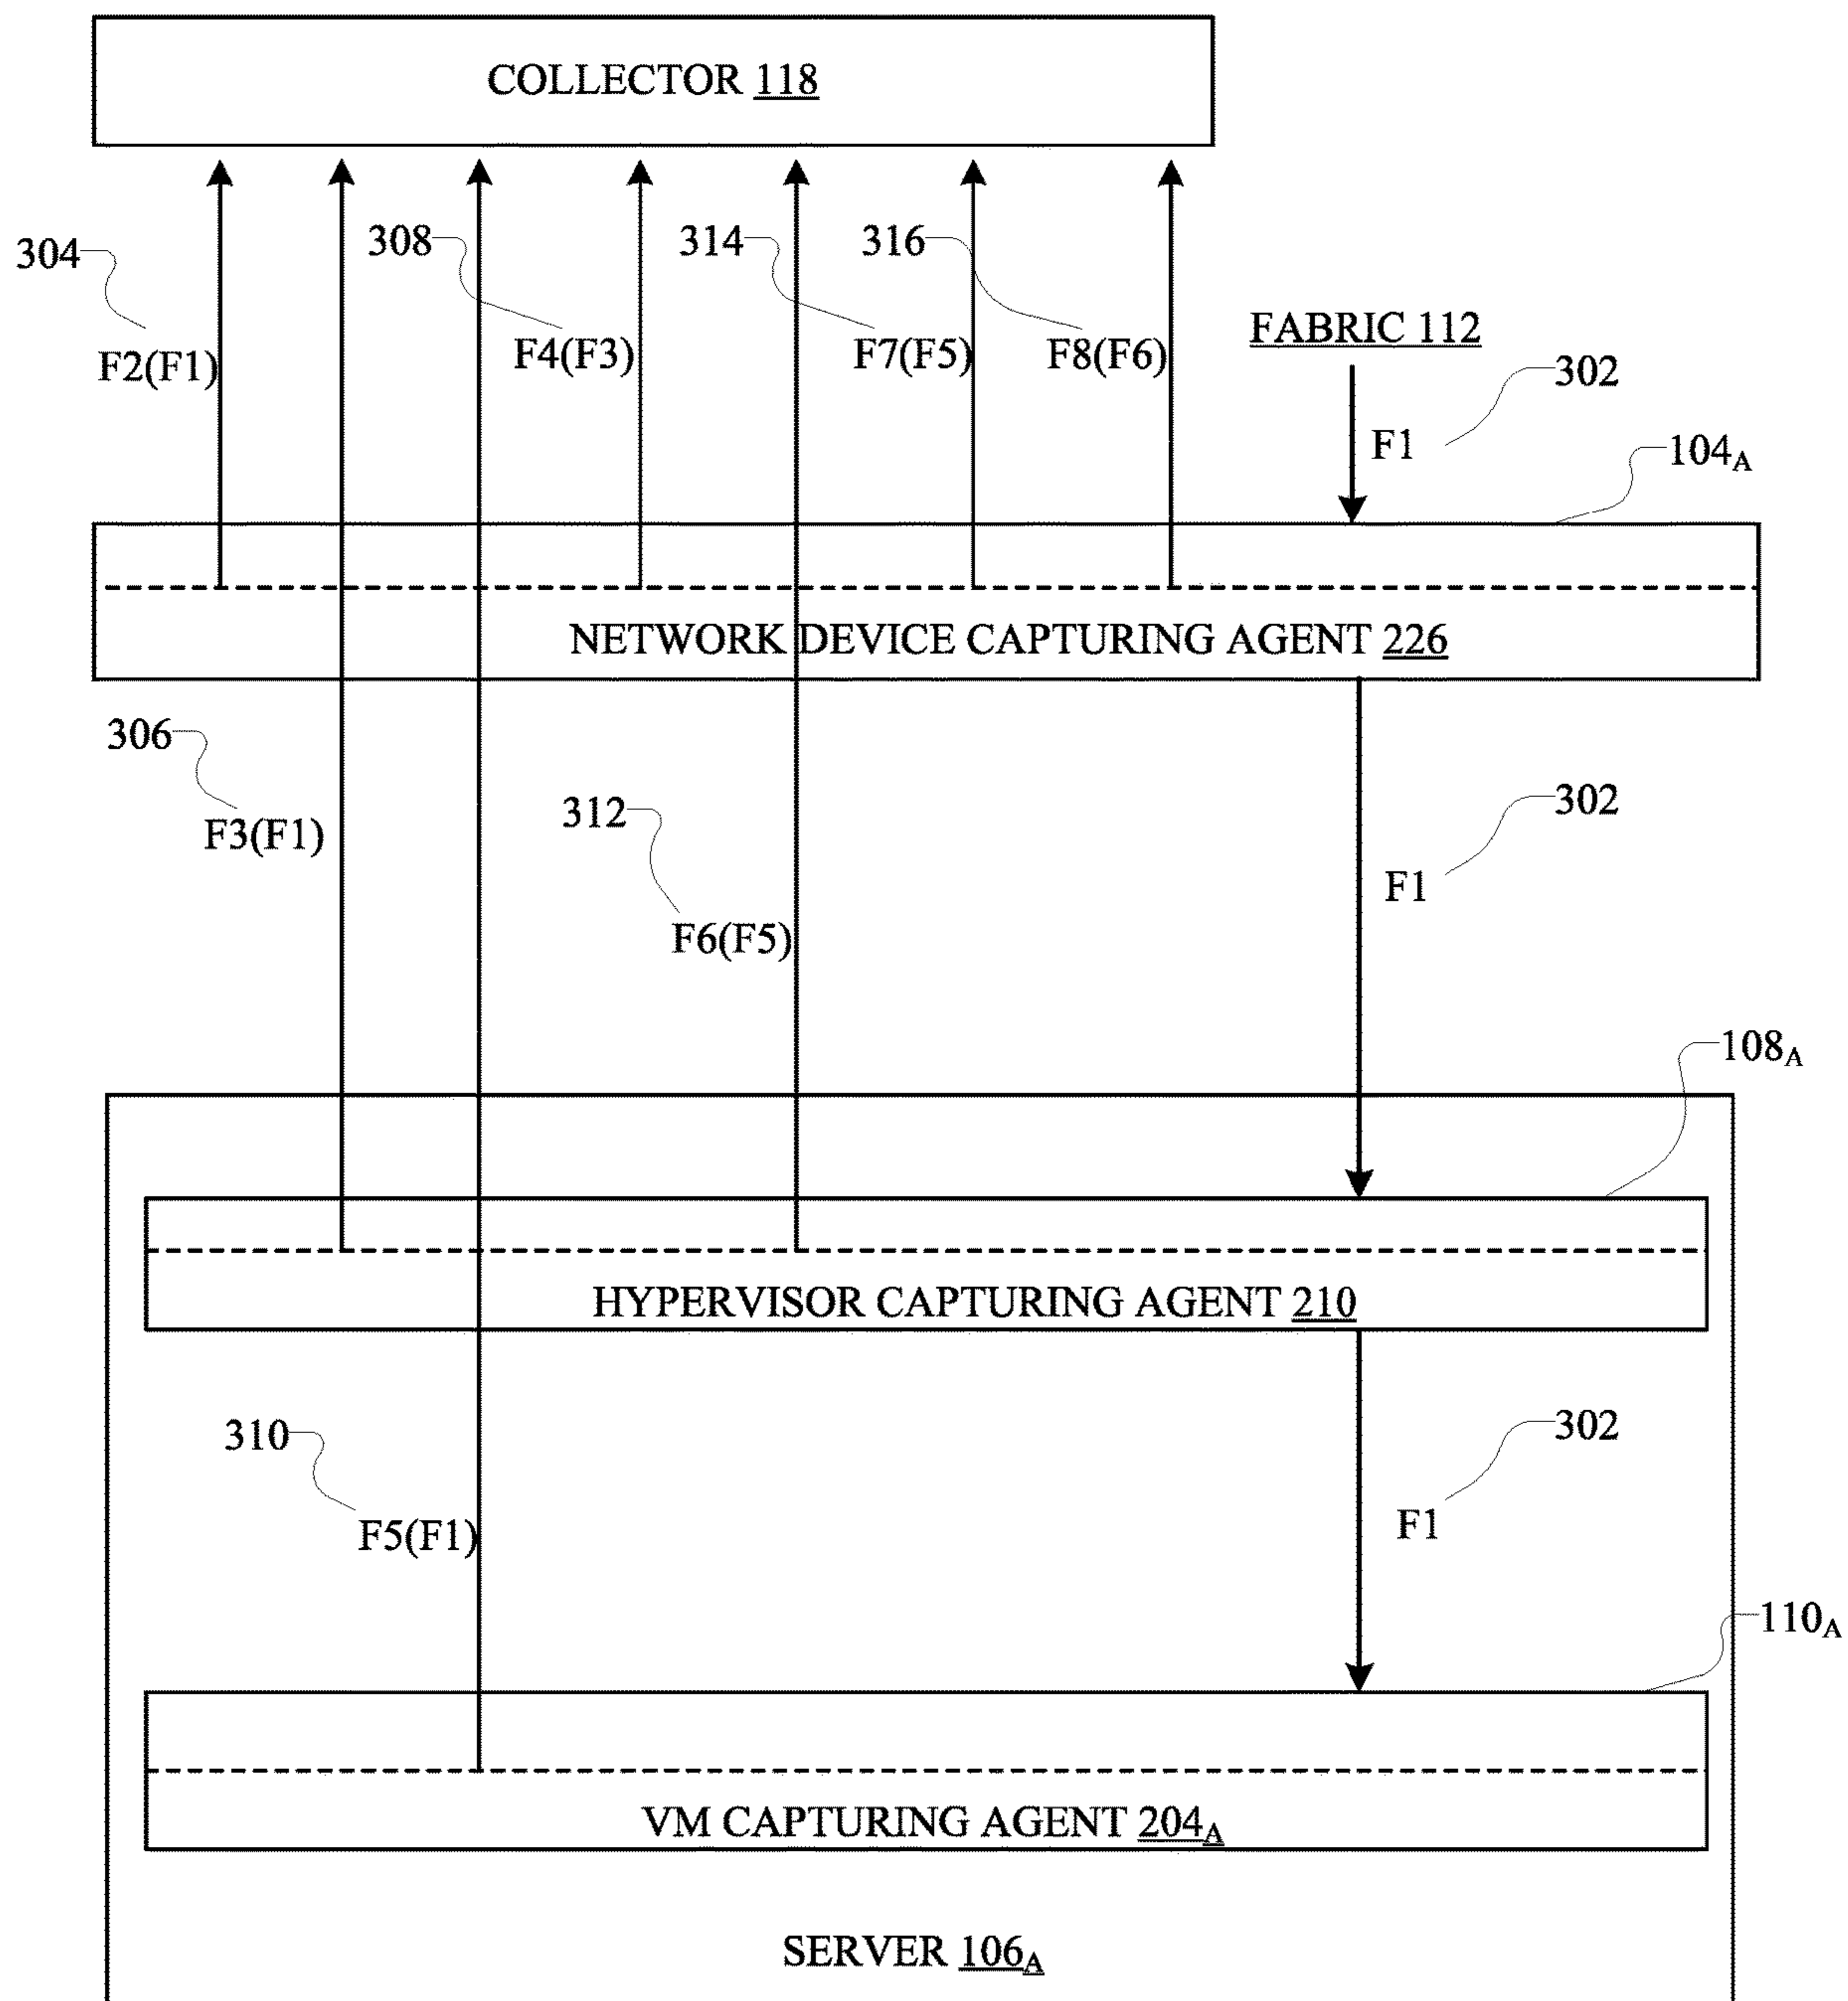 COLLECTOR 118
304
308
314
316
F2(F1)
F4(F3)
F7(F5)
F8(F6)
FABRIC 112
302
F1
104A
NETWORK DEVICE CAPTURING AGENT 226
306
F3(F1)
312
F6(F5)
302
F1
108A
HYPERVISOR CAPTURING AGENT 210
310
F5(F1)
302
F1
110A
VM CAPTURING AGENT 204A
SERVER 106A